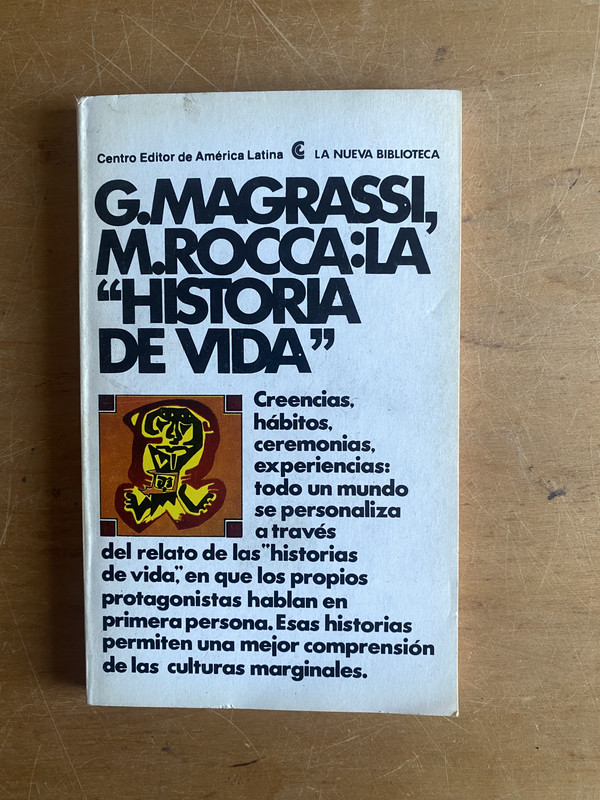 Centro Editor de América Latina LA NUEVA BIBLIOTECA
G.MAGRASSI,
M.ROCCA:LA
“HISTORIA
DE VIDA”
Creencias,
hábitos,
ceremonias,
experiencias:
todo un mundo
se personaliza
a través
del relato de las “historias
de vida”, en que los propios
protagonistas hablan en
primera persona. Esas historias
permiten una mejor comprensión
de las culturas marginales.